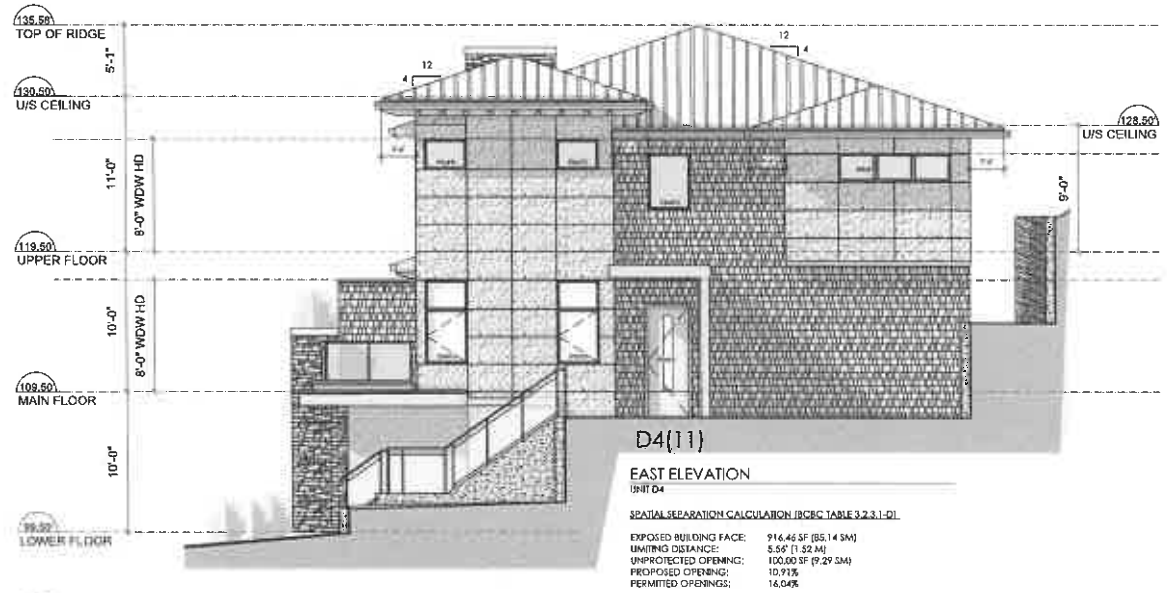 135.58'
TOP OF RIDGE
5'-1"
130.50'
U/S CEILING
11'-0"
8'-0" WDW HD
119.50'
UPPER FLOOR
10'-0"
8'-0" WDW HD
109.50'
MAIN FLOOR
10'-0"
99.50'
LOWER FLOOR
12
4
12
4
128.50'
U/S CEILING
9'-0"
D4(11)
EAST ELEVATION
UNIT D4
SPATIAL SEPARATION CALCULATION (BCBC TABLE 3.2.3.1-D)
EXPOSED BUILDING FACE: 916.46 SF (85.14 SM)
LIMITING DISTANCE: 5.56' (1.52 M)
UNPROTECTED OPENING: 100.00 SF (9.29 SM)
PROPOSED OPENING: 10.91%
PERMITTED OPENINGS: 16.04%